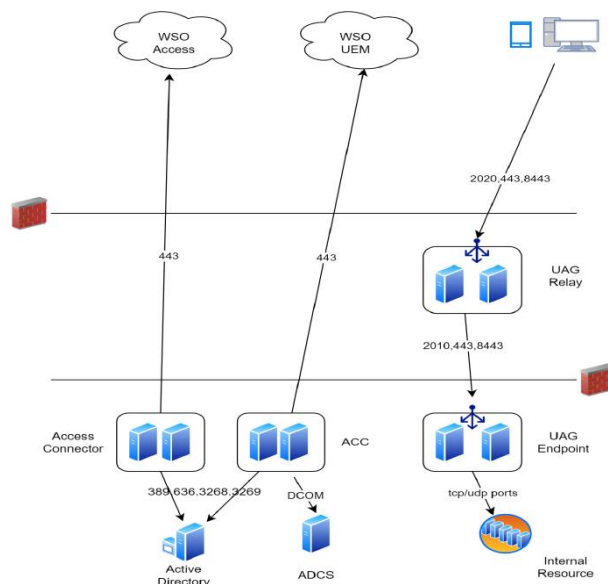 WSO
Access
WSO
UEM
2020,443,8443
443
443
UAG
Relay
2010,443,8443
Access
Connector
ACC
UAG
Endpoint
389,636,3268,3269
DCOM
tcp/udp ports
Active
Directory
ADCS
Internal
Resource